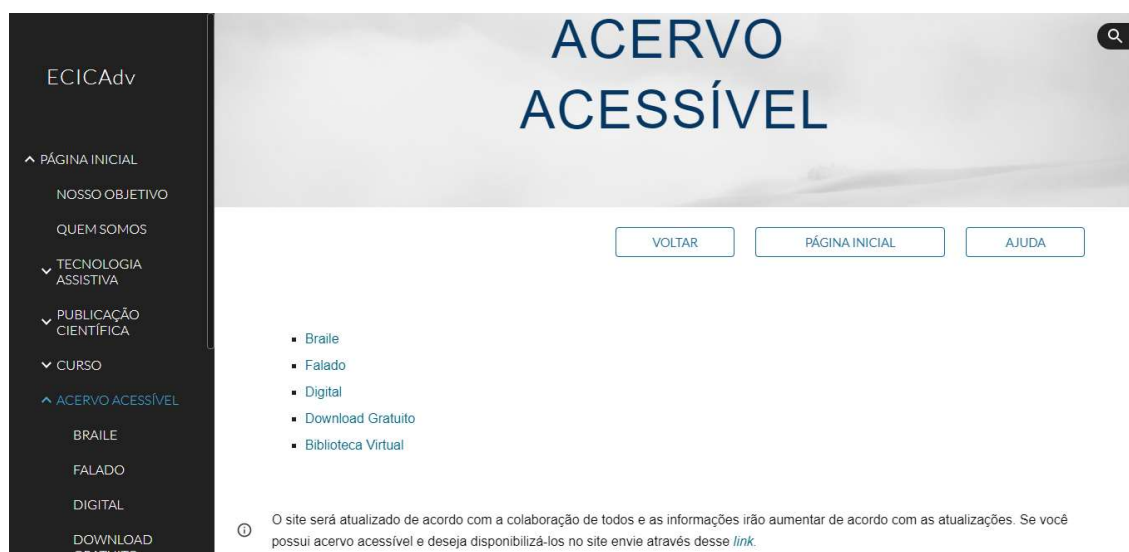 ECICAdv
PÁGINA INICIAL
NOSSO OBJETIVO
QUEM SOMOS
TECNOLOGIA
ASSISTIVA
PUBLICAÇÃO
CIENTÍFICA
CURSO
ACERVO ACESSÍVEL
BRAILE
FALADO
DIGITAL
DOWNLOAD
ACERVO
ACESSÍVEL
VOLTAR
PÁGINA INICIAL
AJUDA
Braile
Falado
Digital
Download Gratuito
Biblioteca Virtual
O site será atualizado de acordo com a colaboração de todos e as informações irão aumentar de acordo com as atualizações. Se você
possui acervo acessível e deseja disponibilizá-los no site envie através desse link.